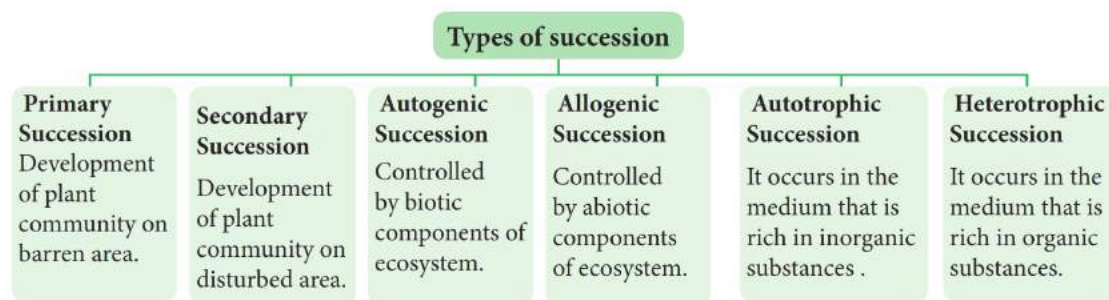 Types of succession
Primary
Succession
Development
of plant
community on
barren area.
Secondary
Succession
Development
of plant
community on
disturbed area.
Autogenic
Succession
Controlled
by biotic
components of
ecosystem.
Allogenic
Succession
Controlled
by abiotic
components
of ecosystem.
Autotrophic
Succession
It occurs in the
medium that is
rich in inorganic
substances .
Heterotrophic
Succession
It occurs in the
medium that is
rich in organic
substances.